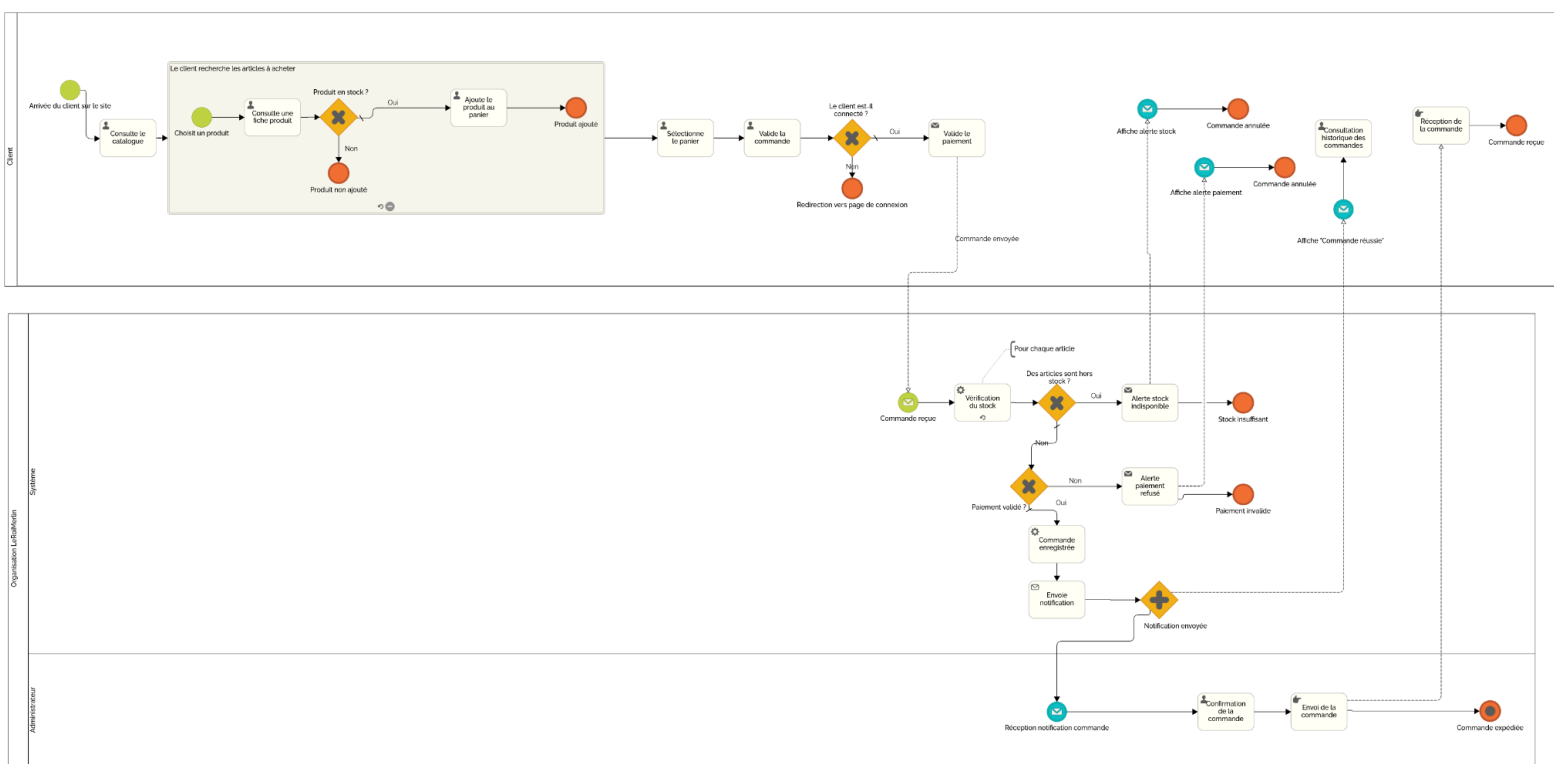 Client
Arrivée du client sur le site
Consulte le
catalogue
Le client recherche les articles à acheter
Choisit un produit
Consulte une
fiche produit
Produit en stock ?
Oui
Non
Produit non ajouté
Ajoute le
produit au
panier
Produit ajouté
Sélectionne
le panier
Valide la
commande
Le client est-il
connecté ?
Oui
Non
Redirection vers page de connexion
Valide le
paiement
Commande envoyée
Affiche alerte stock
Commande annulée
Affiche alerte paiement
Commande annulée
Consultation
historique des
commandes
Affiche "Commande réussie"
Réception de
la commande
Commande reçue
Organisation LeRoiMerlin
Système
Commande reçue
Pour chaque article
Vérification
du stock
Des articles sont hors
stock ?
Oui
Non
Alerte stock
indisponible
Stock insuffisant
Paiement validé ?
Non
Oui
Alerte
paiement
refusé
Paiement invalide
Commande
enregistrée
Envoie
notification
Notification envoyée
Administrateur
Réception notification commande
Confirmation
de la
commande
Envoi de la
commande
Commande expédiée